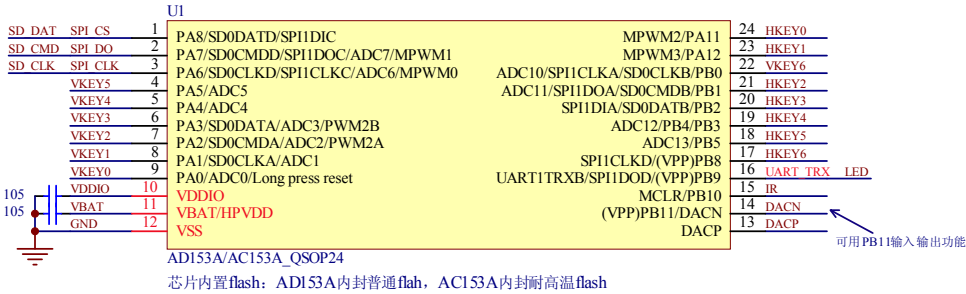 U1
SD_DAT SPI_CS 1 PA8/SD0DATD/SPI1DIC MPWM2/PA11 24 HKEY0
SD_CMD SPI_DO 2 PA7/SD0CMDD/SPI1DOC/ADC7/MPWM1 MPWM3/PA12 23 HKEY1
SD_CLK SPI_CLK 3 PA6/SD0CLKD/SPI1CLKC/ADC6/MPWM0 ADC10/SPI1CLKA/SD0CLKB/PB0 22 VKEY6
VKEY5 4 PA5/ADC5 ADC11/SPI1DOA/SD0CMDB/PB1 21 HKEY2
VKEY4 5 PA4/ADC4 SPI1DIA/SD0DATB/PB2 20 HKEY3
VKEY3 6 PA3/SD0DATA/ADC3/PWM2B ADC12/PB4/PB3 19 HKEY4
VKEY2 7 PA2/SD0CMDA/ADC2/PWM2A ADC13/PB5 18 HKEY5
VKEY1 8 PA1/SD0CLKA/ADC1 SPI1CLKD/(VPP)PB8 17 HKEY6
VKEY0 9 PA0/ADC0/Long press reset UART1TRXB/SPI1DOD/(VPP)PB9 16 UART_TRX LED
105 VDDIO 10 VDDIO MCLR/PB10 15 IR
105 VBAT 11 VBAT/HPVDD (VPP)PB11/DACN 14 DACN
GND 12 VSS DACP 13 DACP
可用PB11输入输出功能
AD153A/AC153A_QSOP24
芯片内置flash：AD153A内封普通flah，AC153A内封耐高温flash